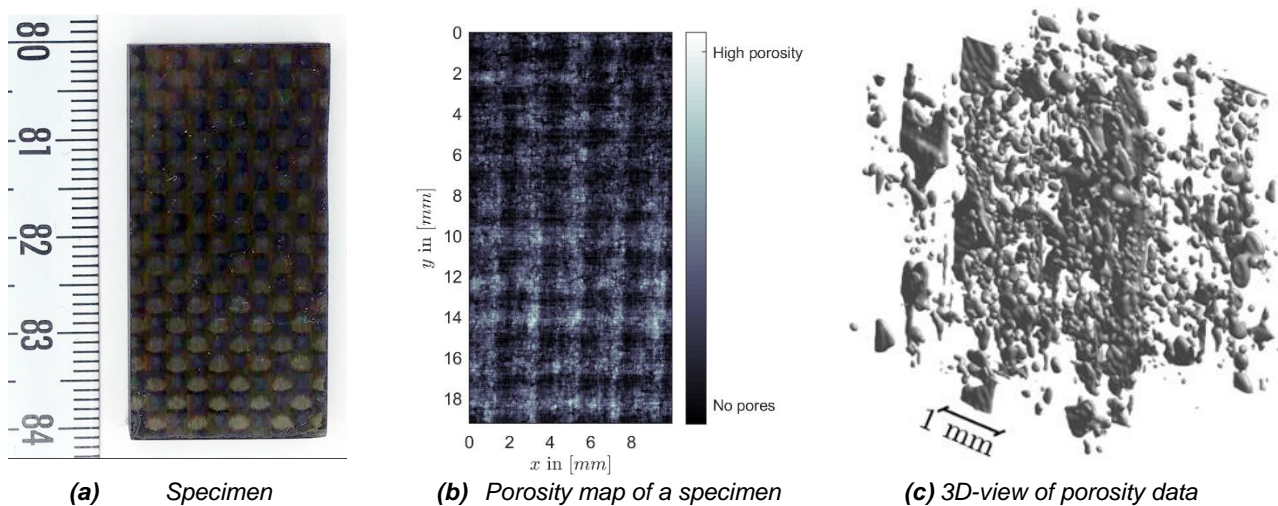 80
81
82
83
84
0
2
4
6
8
10
12
14
16
18
y in [mm]
0 2 4 6 8
x in [mm]
High porosity
No pores
1 mm
(a) Specimen
(b) Porosity map of a specimen
(c) 3D-view of porosity data